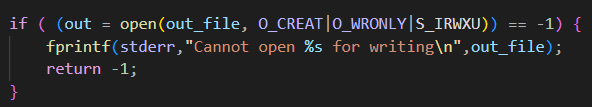 if ( (out = open(out_file, O_CREAT|O_WRONLY|S_IRWXU)) == -1) {
    fprintf(stderr,"Cannot open %s for writing\n",out_file);
    return -1;
}